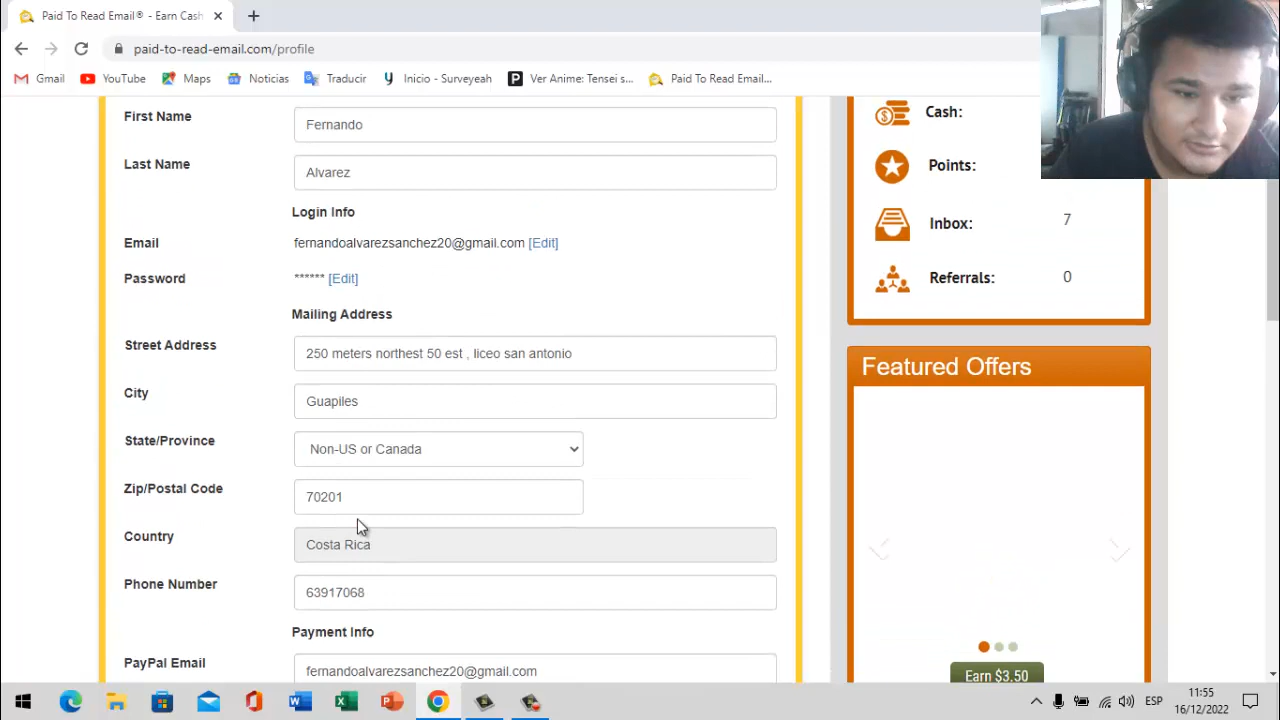 Paid To Read Email® - Earn Cash
paid-to-read-email.com/profile
Gmail YouTube Maps Noticias Traducir Inicio - Surveyeah Ver Anime: Tensei s... Paid To Read Email...
First Name Fernando
Last Name Alvarez
Login Info
Email fernandoalvarezsanchez20@gmail.com [Edit]
Password ****** [Edit]
Mailing Address
Street Address 250 meters northest 50 est , liceo san antonio
City Guapiles
State/Province Non-US or Canada
Zip/Postal Code 70201
Country Costa Rica
Phone Number 63917068
Payment Info
PayPal Email fernandoalvarezsanchez20@gmail.com
Cash:
Points:
Inbox: 7
Referrals: 0
Featured Offers
Earn $3.50
ESP
11:55
16/12/2022